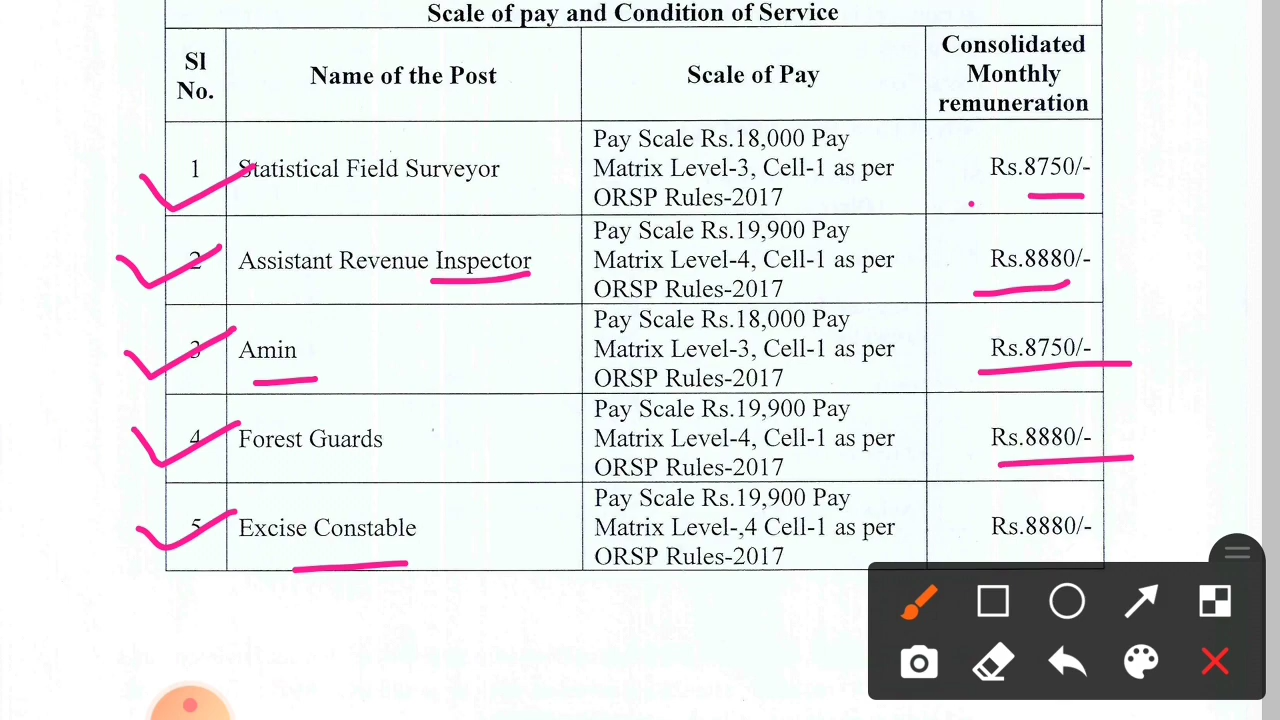 Scale of pay and Condition of Service
Sl No.
Name of the Post
Scale of Pay
Consolidated
Monthly
remuneration
1
Statistical Field Surveyor
Pay Scale Rs.18,000 Pay
Matrix Level-3, Cell-1 as per
ORSP Rules-2017
Rs.8750/-
2
Assistant Revenue Inspector
Pay Scale Rs.19,900 Pay
Matrix Level-4, Cell-1 as per
ORSP Rules-2017
Rs.8880/-
3
Amin
Pay Scale Rs.18,000 Pay
Matrix Level-3, Cell-1 as per
ORSP Rules-2017
Rs.8750/-
4
Forest Guards
Pay Scale Rs.19,900 Pay
Matrix Level-4, Cell-1 as per
ORSP Rules-2017
Rs.8880/-
5
Excise Constable
Pay Scale Rs.19,900 Pay
Matrix Level-,4 Cell-1 as per
ORSP Rules-2017
Rs.8880/-